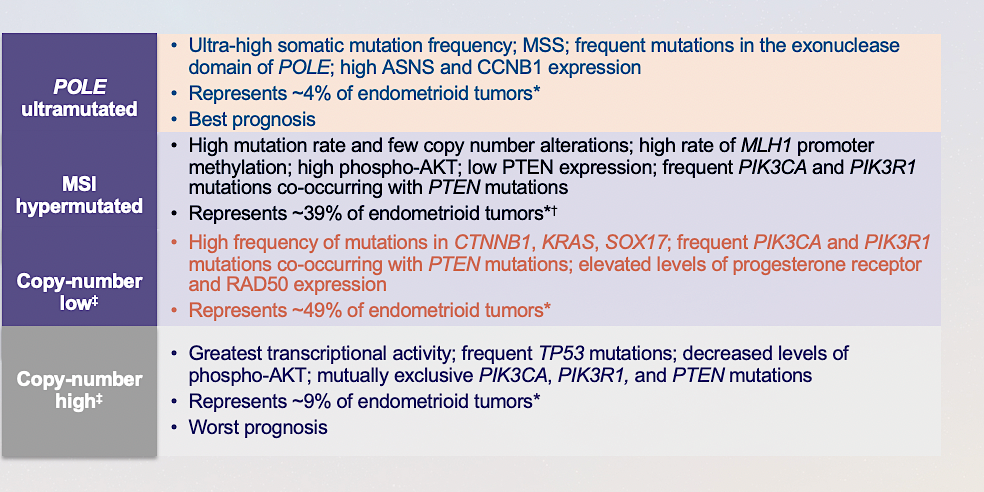 POLE
ultramutated
• Ultra-high somatic mutation frequency; MSS; frequent mutations in the exonuclease
domain of POLE; high ASNS and CCNB1 expression
• Represents ~4% of endometrioid tumors*
• Best prognosis
MSI
hypermutated
• High mutation rate and few copy number alterations; high rate of MLH1 promoter
methylation; high phospho-AKT; low PTEN expression; frequent PIK3CA and PIK3R1
mutations co-occurring with PTEN mutations
• Represents ~39% of endometrioid tumors*†
Copy-number
low‡
• High frequency of mutations in CTNNB1, KRAS, SOX17; frequent PIK3CA and PIK3R1
mutations co-occurring with PTEN mutations; elevated levels of progesterone receptor
and RAD50 expression
• Represents ~49% of endometrioid tumors*
Copy-number
high‡
• Greatest transcriptional activity; frequent TP53 mutations; decreased levels of
phospho-AKT; mutually exclusive PIK3CA, PIK3R1, and PTEN mutations
• Represents ~9% of endometrioid tumors*
• Worst prognosis